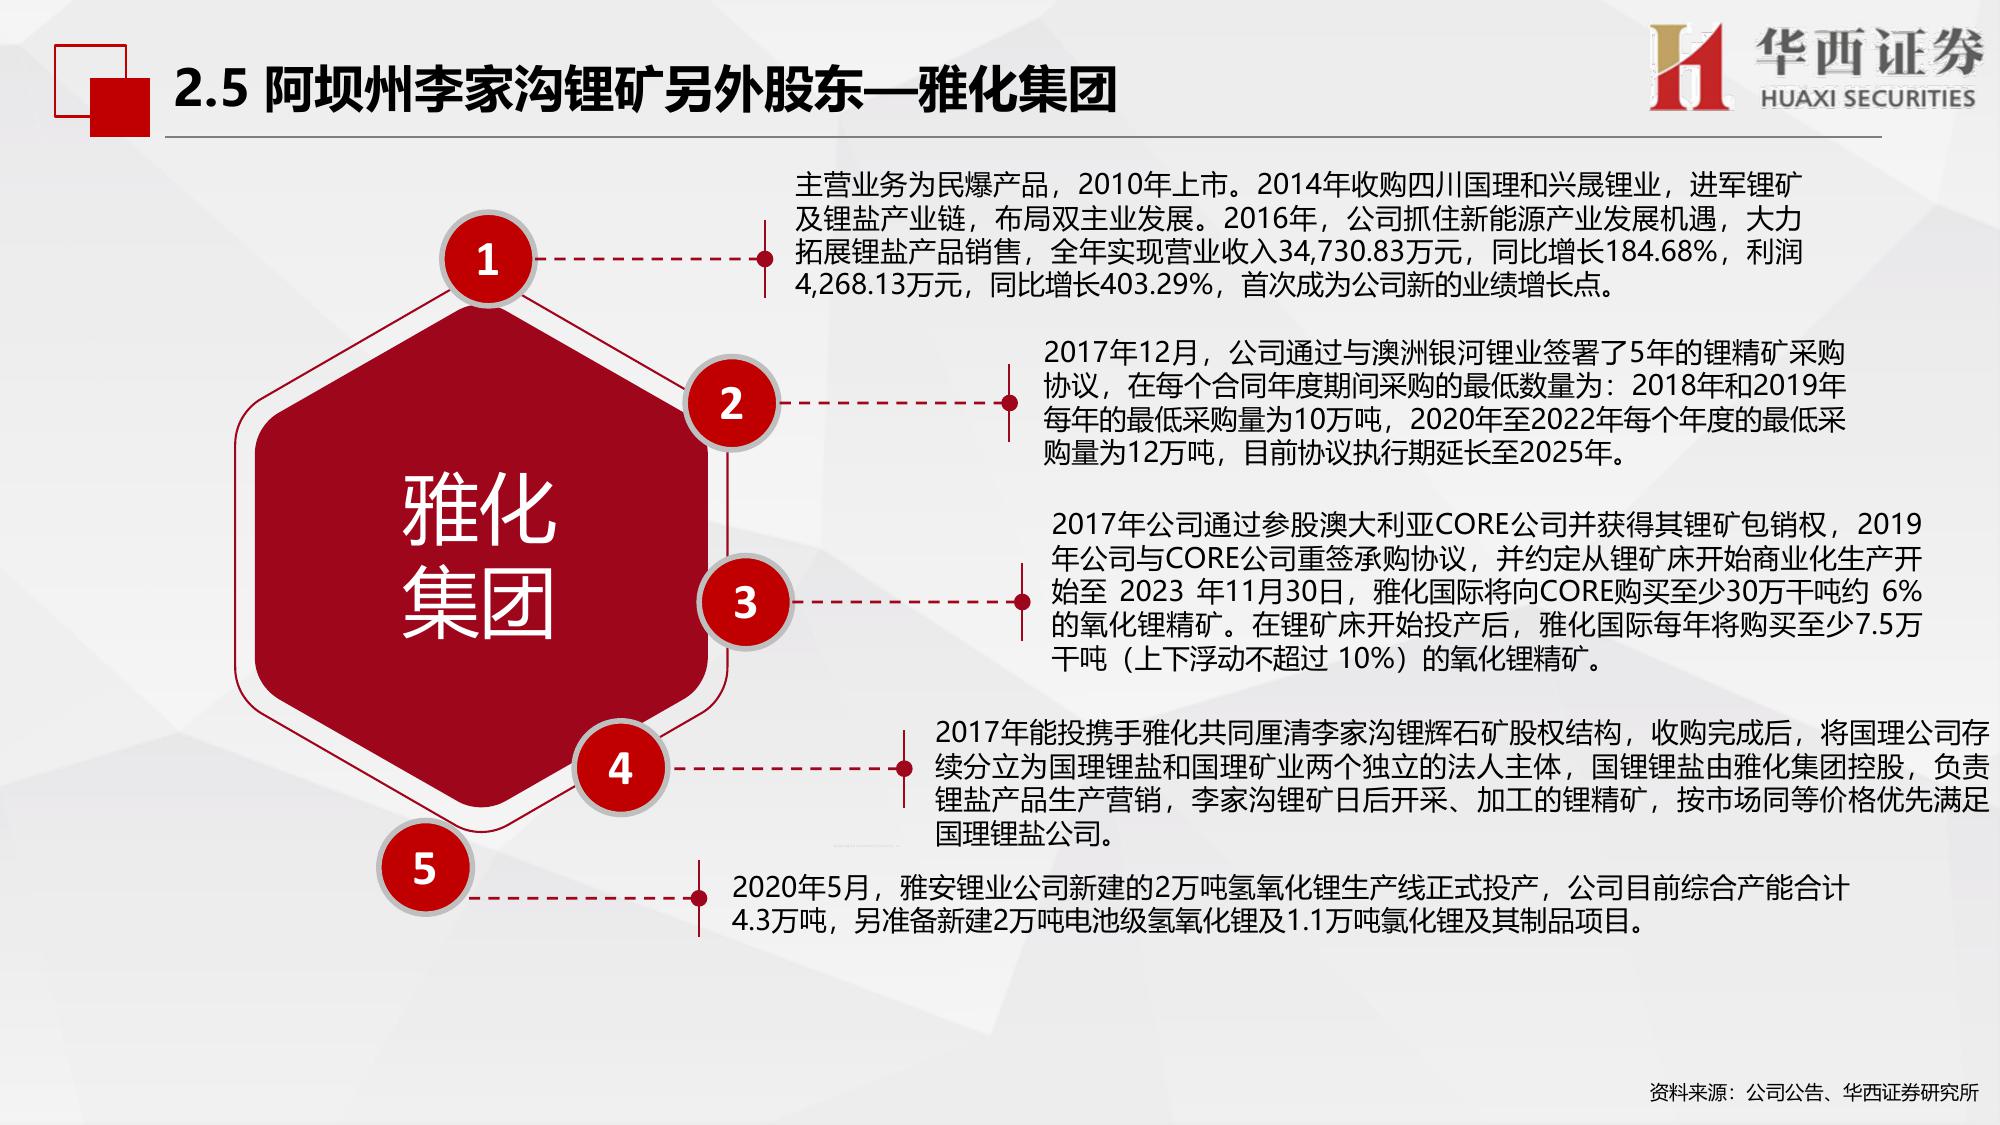 2.5 阿坝州李家沟锂矿另外股东—雅化集团
华西证券
HUAXI SECURITIES
1
主营业务为民爆产品，2010年上市。2014年收购四川国理和兴晟锂业，进军锂矿
及锂盐产业链，布局双主业发展。2016年，公司抓住新能源产业发展机遇，大力
拓展锂盐产品销售，全年实现营业收入34,730.83万元，同比增长184.68%，利润
4,268.13万元，同比增长403.29%，首次成为公司新的业绩增长点。
2
2017年12月，公司通过与澳洲银河锂业签署了5年的锂精矿采购
协议，在每个合同年度期间采购的最低数量为：2018年和2019年
每年的最低采购量为10万吨，2020年至2022年每个年度的最低采
购量为12万吨，目前协议执行期延长至2025年。
雅化
集团
3
2017年公司通过参股澳大利亚CORE公司并获得其锂矿包销权，2019
年公司与CORE公司重签承购协议，并约定从锂矿床开始商业化生产开
始至 2023 年11月30日，雅化国际将向CORE购买至少30万干吨约 6%
的氧化锂精矿。在锂矿床开始投产后，雅化国际每年将购买至少7.5万
干吨（上下浮动不超过 10%）的氧化锂精矿。
4
2017年能投携手雅化共同厘清李家沟锂辉石矿股权结构，收购完成后，将国理公司存
续分立为国理锂盐和国理矿业两个独立的法人主体，国锂锂盐由雅化集团控股，负责
锂盐产品生产营销，李家沟锂矿日后开采、加工的锂精矿，按市场同等价格优先满足
国理锂盐公司。
5
2020年5月，雅安锂业公司新建的2万吨氢氧化锂生产线正式投产，公司目前综合产能合计
4.3万吨，另准备新建2万吨电池级氢氧化锂及1.1万吨氯化锂及其制品项目。
资料来源：公司公告、华西证券研究所